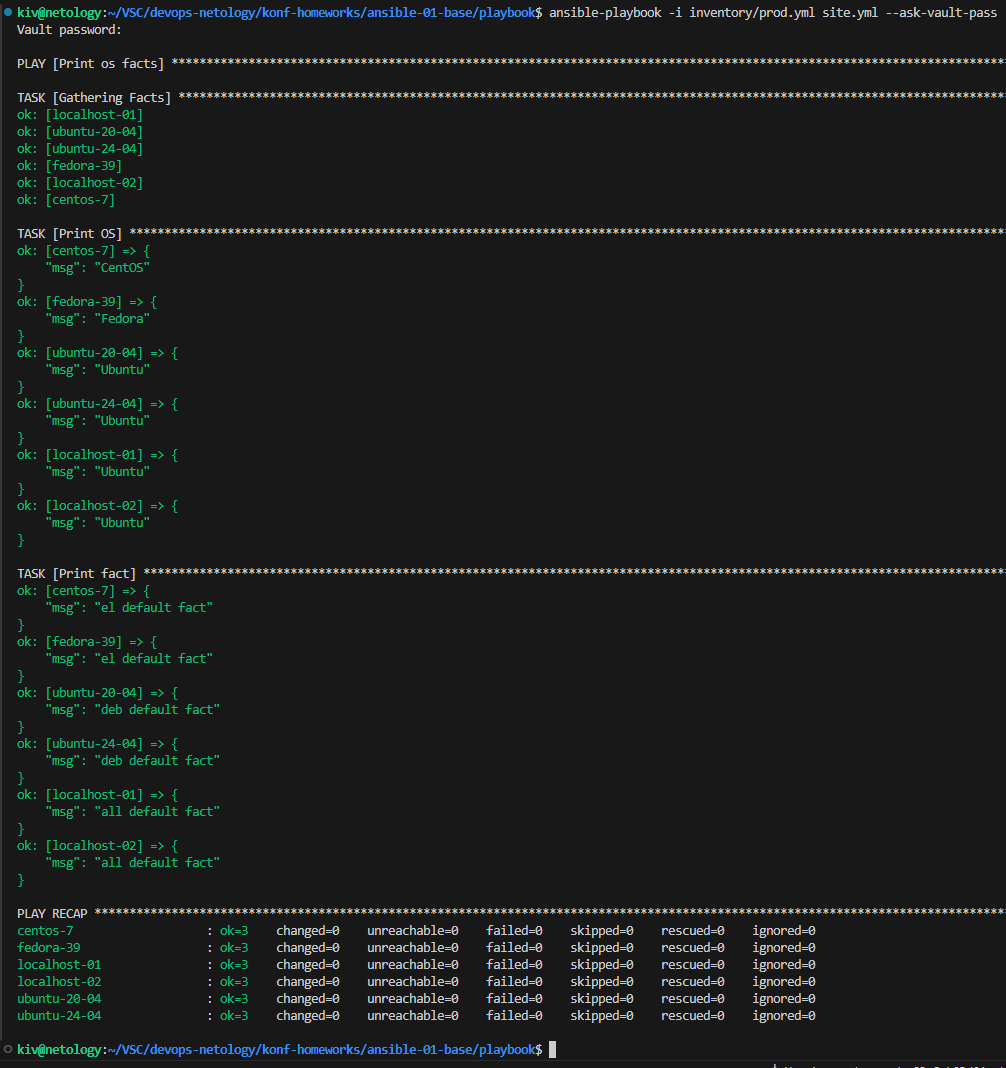 kiv@netology:~/VSC/devops-netology/konf-homeworks/ansible-01-base/playbook$ ansible-playbook -i inventory/prod.yml site.yml --ask-vault-pass
Vault password:
PLAY [Print os facts] ************************************************************************************************************************
TASK [Gathering Facts] ***********************************************************************************************************************
ok: [localhost-01]
ok: [ubuntu-20-04]
ok: [ubuntu-24-04]
ok: [fedora-39]
ok: [localhost-02]
ok: [centos-7]
TASK [Print OS] ******************************************************************************************************************************
ok: [centos-7] => {
    "msg": "CentOS"
}
ok: [fedora-39] => {
    "msg": "Fedora"
}
ok: [ubuntu-20-04] => {
    "msg": "Ubuntu"
}
ok: [ubuntu-24-04] => {
    "msg": "Ubuntu"
}
ok: [localhost-01] => {
    "msg": "Ubuntu"
}
ok: [localhost-02] => {
    "msg": "Ubuntu"
}
TASK [Print fact] ****************************************************************************************************************************
ok: [centos-7] => {
    "msg": "el default fact"
}
ok: [fedora-39] => {
    "msg": "el default fact"
}
ok: [ubuntu-20-04] => {
    "msg": "deb default fact"
}
ok: [ubuntu-24-04] => {
    "msg": "deb default fact"
}
ok: [localhost-01] => {
    "msg": "all default fact"
}
ok: [localhost-02] => {
    "msg": "all default fact"
}
PLAY RECAP ***********************************************************************************************************************************
centos-7                   : ok=3    changed=0    unreachable=0    failed=0    skipped=0    rescued=0    ignored=0
fedora-39                  : ok=3    changed=0    unreachable=0    failed=0    skipped=0    rescued=0    ignored=0
localhost-01               : ok=3    changed=0    unreachable=0    failed=0    skipped=0    rescued=0    ignored=0
localhost-02               : ok=3    changed=0    unreachable=0    failed=0    skipped=0    rescued=0    ignored=0
ubuntu-20-04               : ok=3    changed=0    unreachable=0    failed=0    skipped=0    rescued=0    ignored=0
ubuntu-24-04               : ok=3    changed=0    unreachable=0    failed=0    skipped=0    rescued=0    ignored=0
kiv@netology:~/VSC/devops-netology/konf-homeworks/ansible-01-base/playbook$